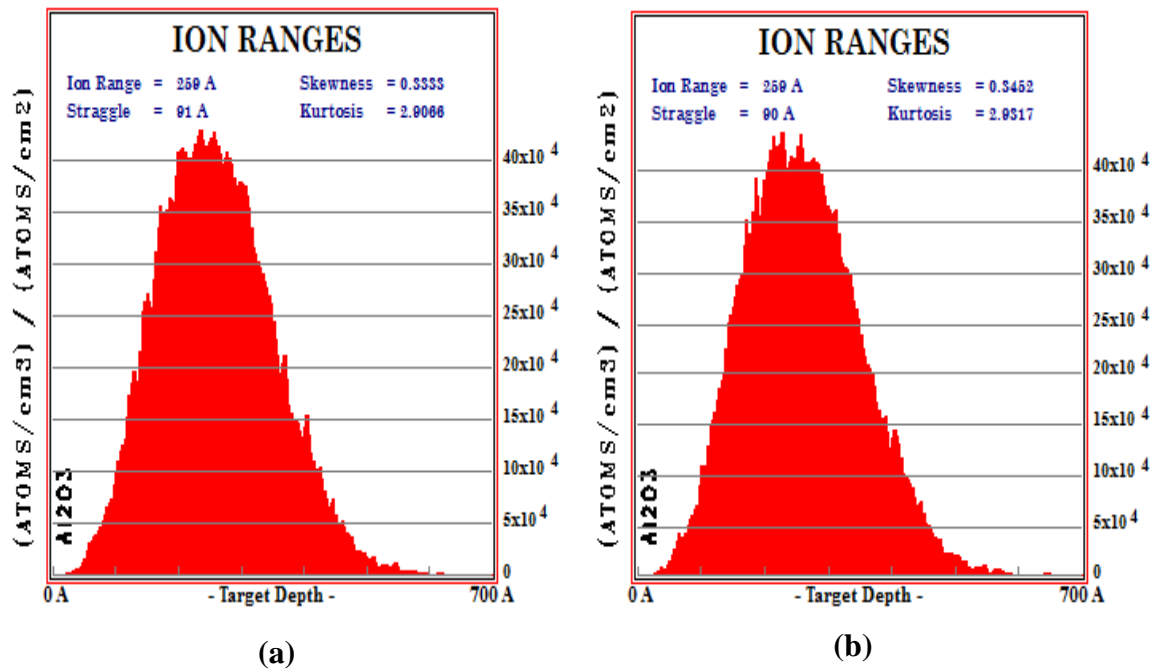 ION RANGES
Ion Range = 259 A Skewness = 0.3333
Straggle = 91 A Kurtosis = 2.9066
(ATOMS/cm3) / (ATOMS/cm2)
40x10 4
35x10 4
30x10 4
25x10 4
20x10 4
15x10 4
10x10 4
5x10 4
0
Al2O3
0 A - Target Depth - 700 A
(a)
ION RANGES
Ion Range = 259 A Skewness = 0.3452
Straggle = 90 A Kurtosis = 2.9317
(ATOMS/cm3) / (ATOMS/cm2)
40x10 4
35x10 4
30x10 4
25x10 4
20x10 4
15x10 4
10x10 4
5x10 4
0
Al2O3
0 A - Target Depth - 700 A
(b)